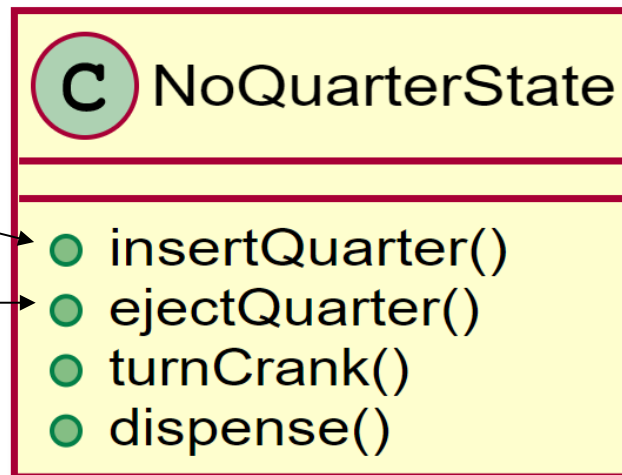 C NoQuarterState
insertQuarter()
ejectQuarter()
turnCrank()
dispense()